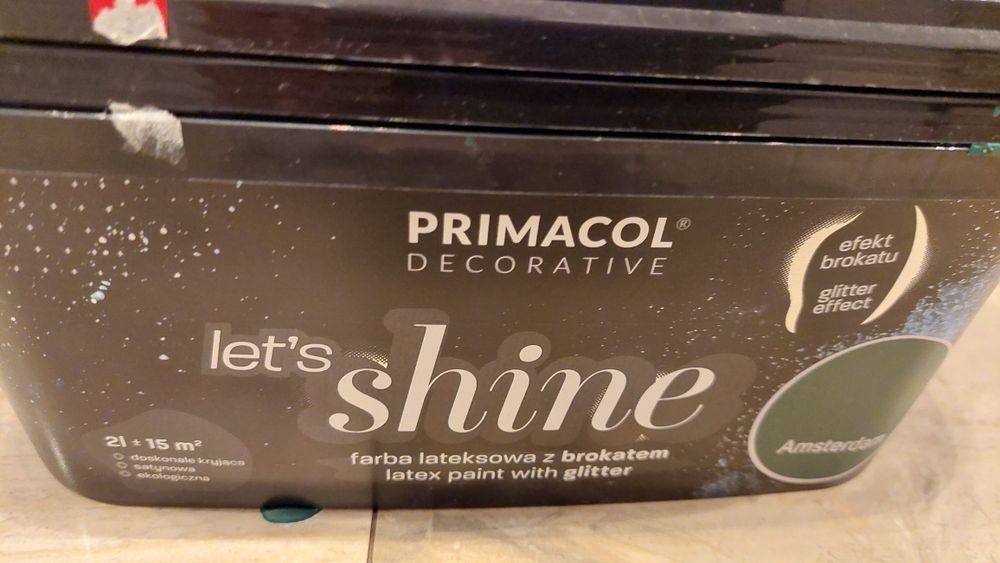 PRIMACOL®
DECORATIVE
efekt
brokatu
glitter
effect
let's shine
farba lateksowa z brokatem
latex paint with glitter
2l ± 15 m²
doskonale kryjąca
satynowa
ekologiczna
Amsterdam